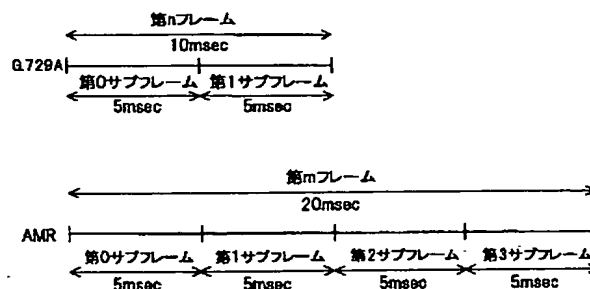 第nフレーム
10msec
G.729A
第0サブフレーム 第1サブフレーム
5msec 5msec
第mフレーム
20msec
AMR
第0サブフレーム 第1サブフレーム 第2サブフレーム 第3サブフレーム
5msec 5msec 5msec 5msec